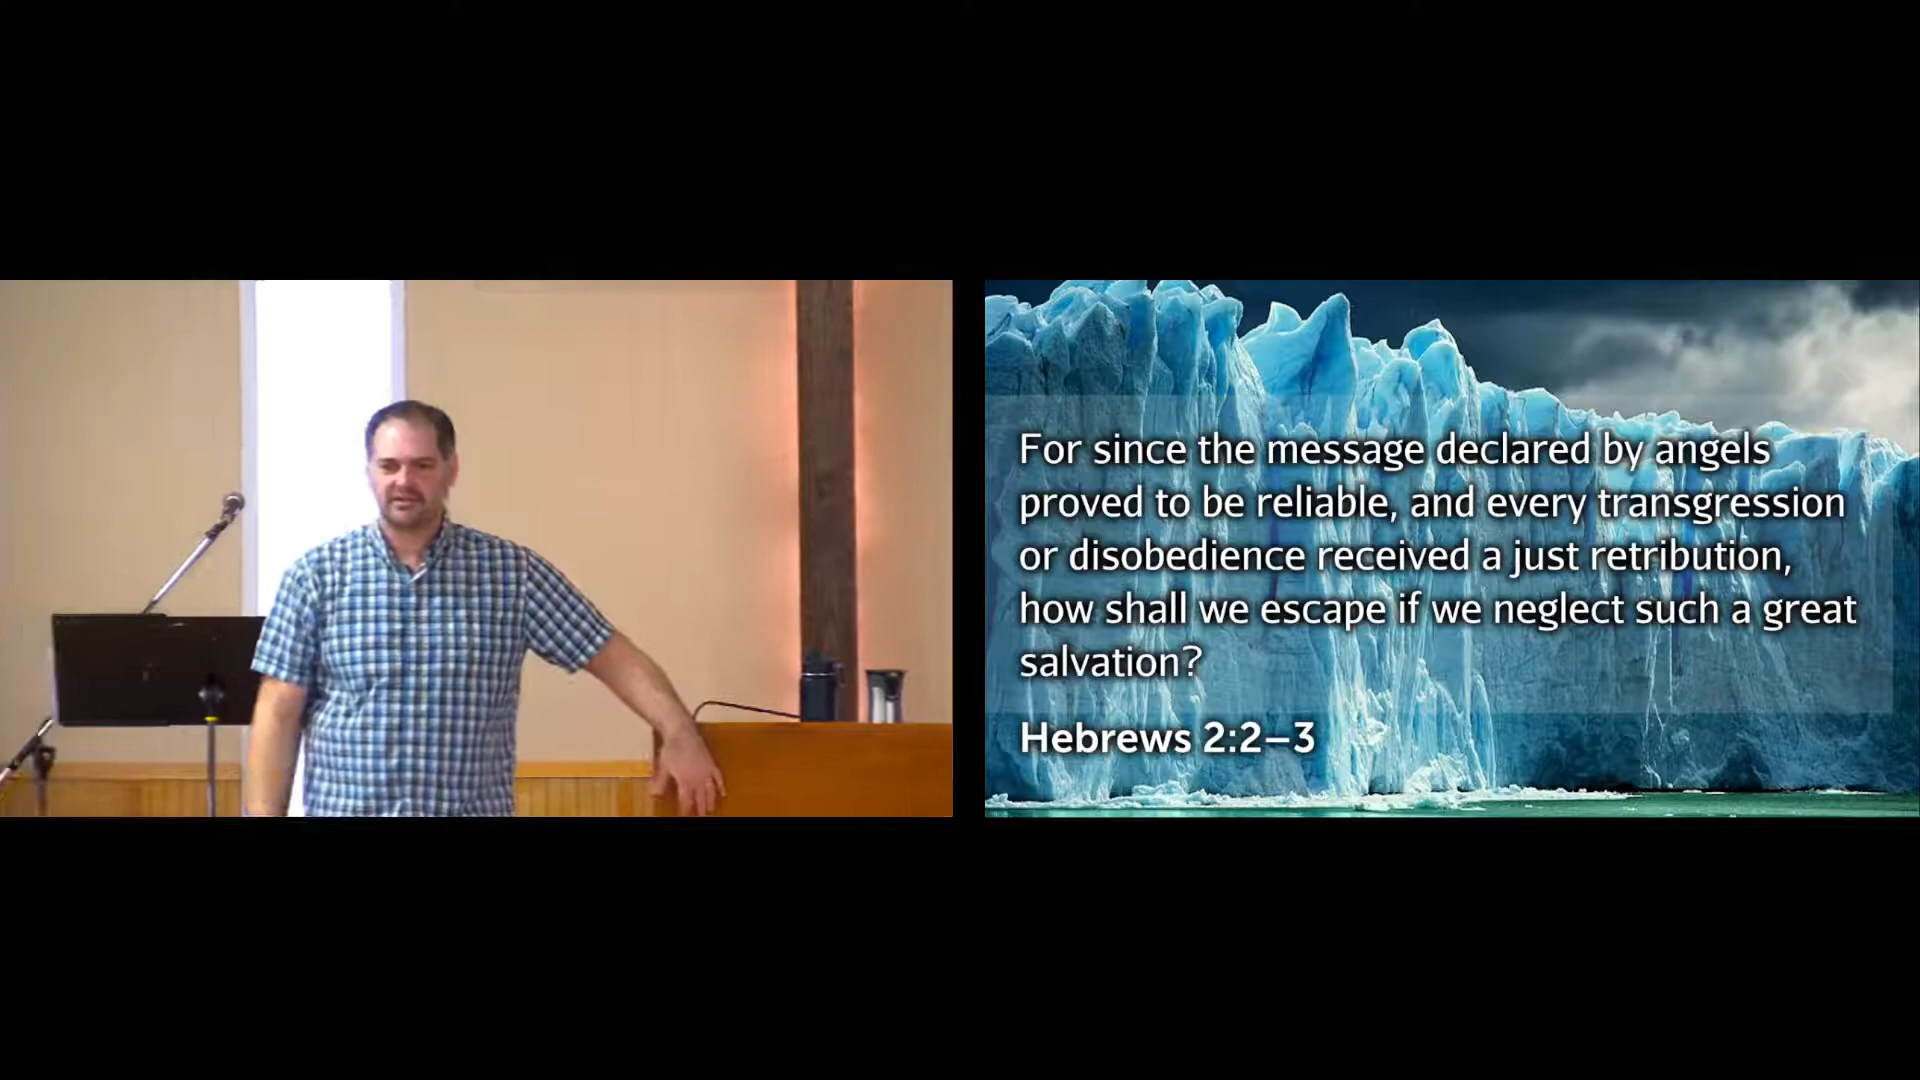 For since the message declared by angels
proved to be reliable, and every transgression
or disobedience received a just retribution,
how shall we escape if we neglect such a great
salvation?
Hebrews 2:2–3